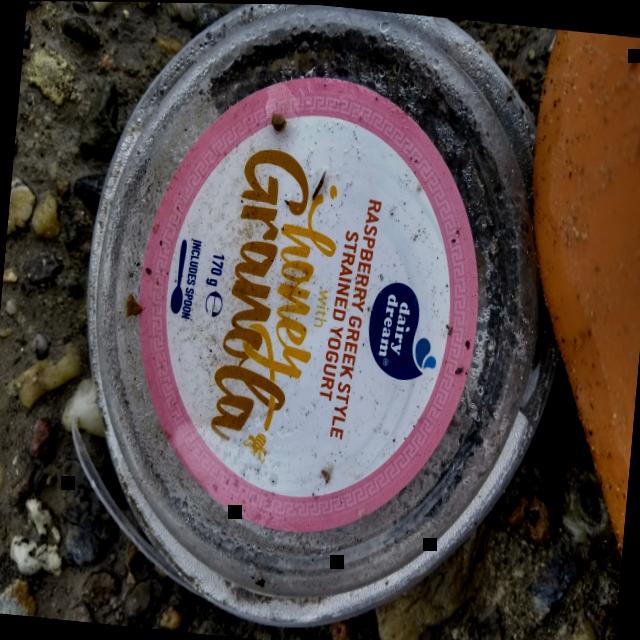 dairy
dream®
RASPBERRY GREEK STYLE
STRAINED YOGURT
with
honey
Granola
170 g ℮
INCLUDES SPOON